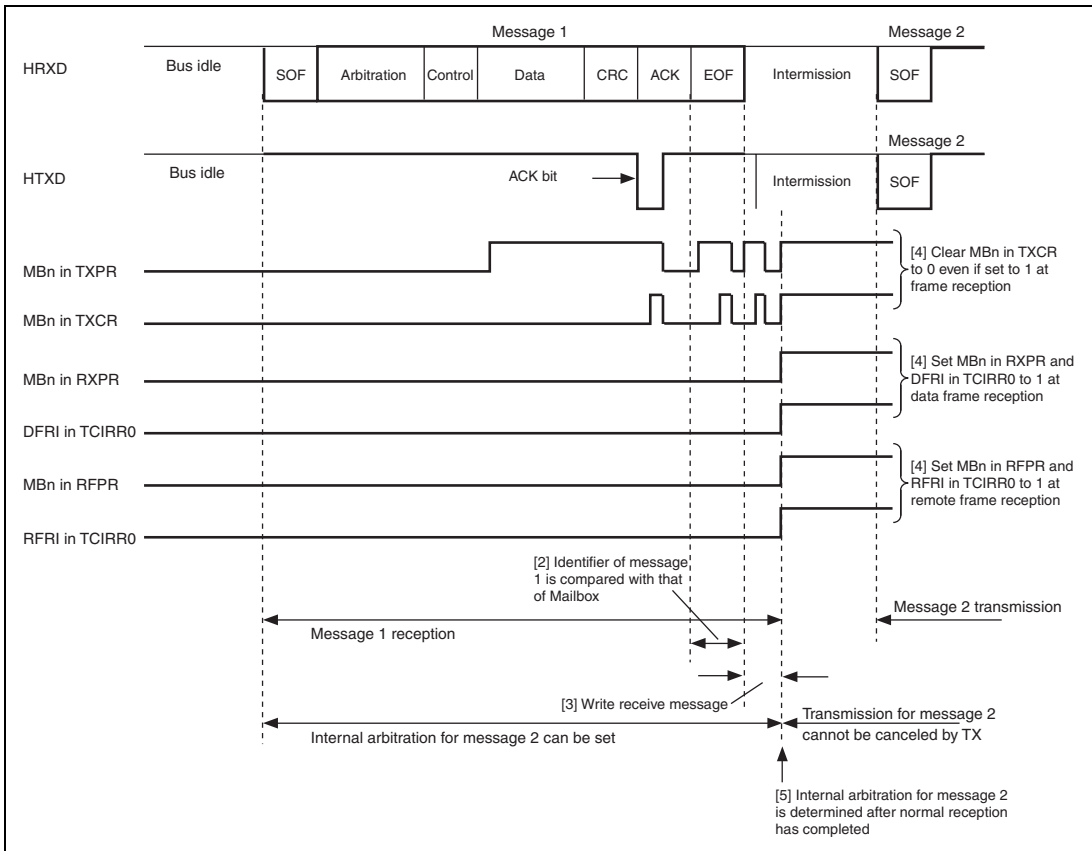 Message 1
Message 2
HRXD
Bus idle
SOF
Arbitration
Control
Data
CRC
ACK
EOF
Intermission
SOF
Message 2
HTXD
Bus idle
ACK bit
Intermission
SOF
MBn in TXPR
[4] Clear MBn in TXCR
to 0 even if set to 1 at
frame reception
MBn in TXCR
MBn in RXPR
[4] Set MBn in RXPR and
DFRI in TCIRR0 to 1 at
data frame reception
DFRI in TCIRR0
MBn in RFPR
[4] Set MBn in RFPR and
RFRI in TCIRR0 to 1 at
remote frame reception
RFRI in TCIRR0
[2] Identifier of message
1 is compared with that
of Mailbox
Message 1 reception
Message 2 transmission
[3] Write receive message
Internal arbitration for message 2 can be set
Transmission for message 2
cannot be canceled by TX
[5] Internal arbitration for message 2
is determined after normal reception
has completed